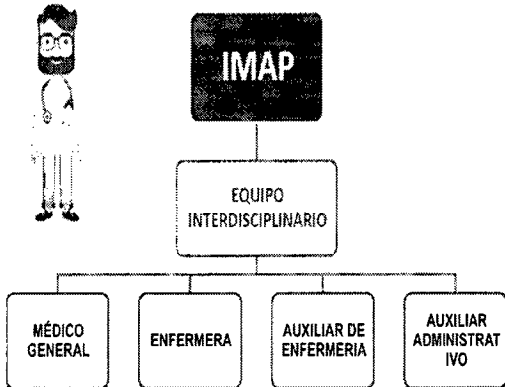 IMAP
EQUIPO
INTERDISCIPLINARIO
MÉDICO
GENERAL
ENFERMERA
AUXILIAR DE
ENFERMERIA
AUXILIAR
ADMINISTRAT
IVO